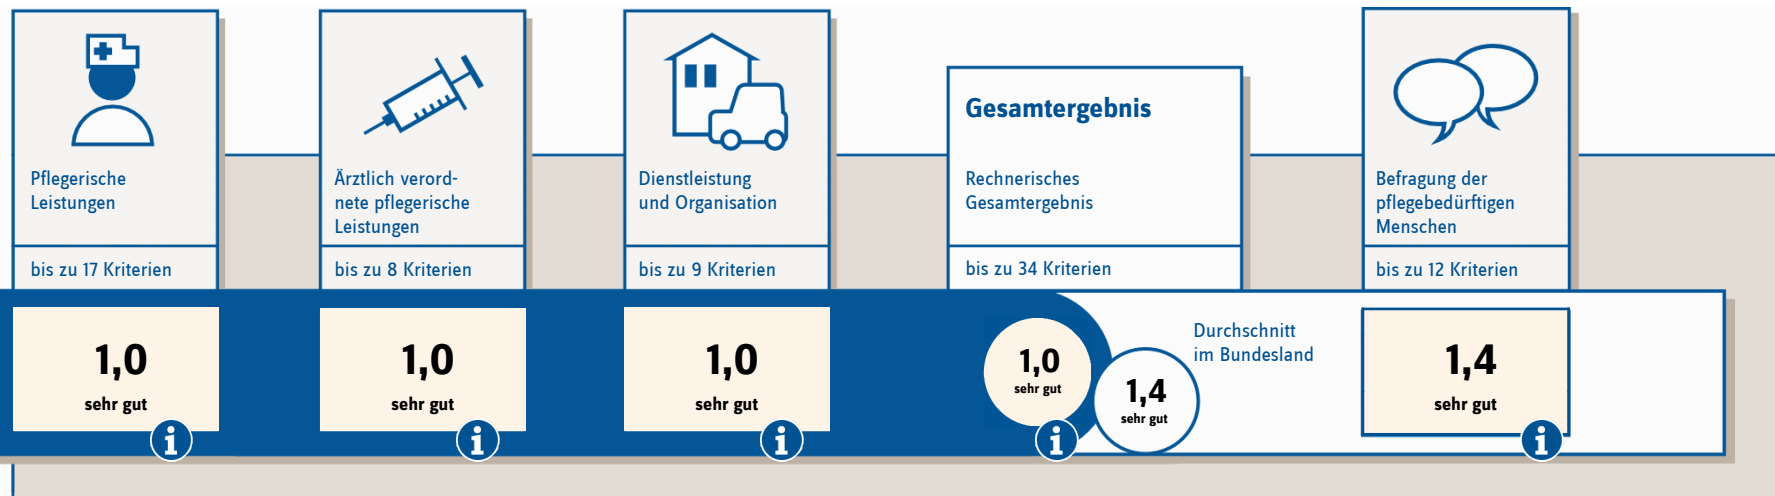 Pflegerische
Leistungen
bis zu 17 Kriterien
1,0
sehr gut
i
Ärztlich verord-
nete pflegerische
Leistungen
bis zu 8 Kriterien
1,0
sehr gut
i
Dienstleistung
und Organisation
bis zu 9 Kriterien
1,0
sehr gut
i
Gesamtergebnis
Rechnerisches
Gesamtergebnis
bis zu 34 Kriterien
1,0
sehr gut
i
1,4
sehr gut
Durchschnitt
im Bundesland
Befragung der
pflegebedürftigen
Menschen
bis zu 12 Kriterien
1,4
sehr gut
i